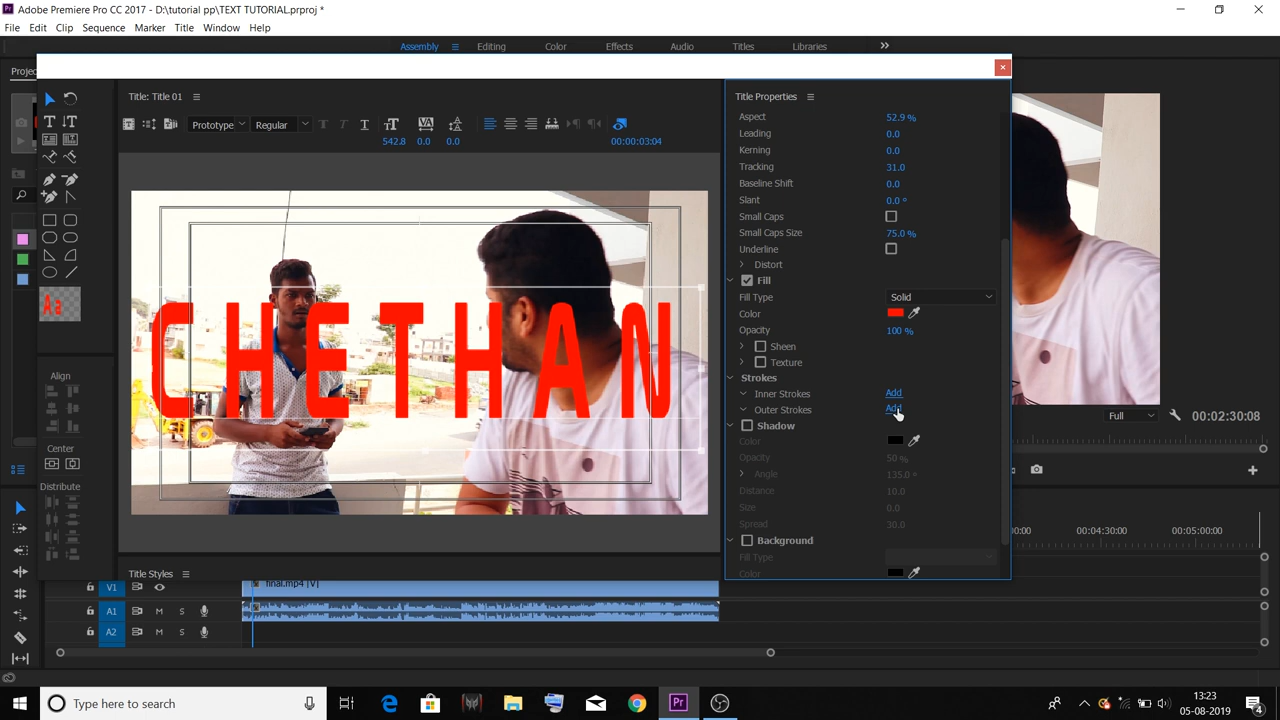 Adobe Premiere Pro CC 2017 - D:\tutorial pp\TEXT TUTORIAL.prproj *
File Edit Clip Sequence Marker Title Window Help
Assembly Editing Color Effects Audio Titles Libraries
Projec
Title: Title 01
Prototype Regular
542.8 0.0 0.0 00:00:03:04
CHETHAN
Align
Center
Distribute
Title Styles
Title Properties
Aspect 52.9 %
Leading 0.0
Kerning 0.0
Tracking 31.0
Baseline Shift 0.0
Slant 0.0 °
Small Caps
Small Caps Size 75.0 %
Underline
Distort
Fill
Fill Type Solid
Color
Opacity 100 %
Sheen
Texture
Strokes
Inner Strokes Add
Outer Strokes Add
Shadow
Color
Opacity 50 %
Angle 135.0 °
Distance 10.0
Size 0.0
Spread 30.0
Background
Fill Type
Color
Full 00:02:30:08
00:00 00:04:30:00 00:05:00:00
V1 final.mp4 [V]
A1 M S
A2 M S
Type here to search
13:23
05-08-2019
4